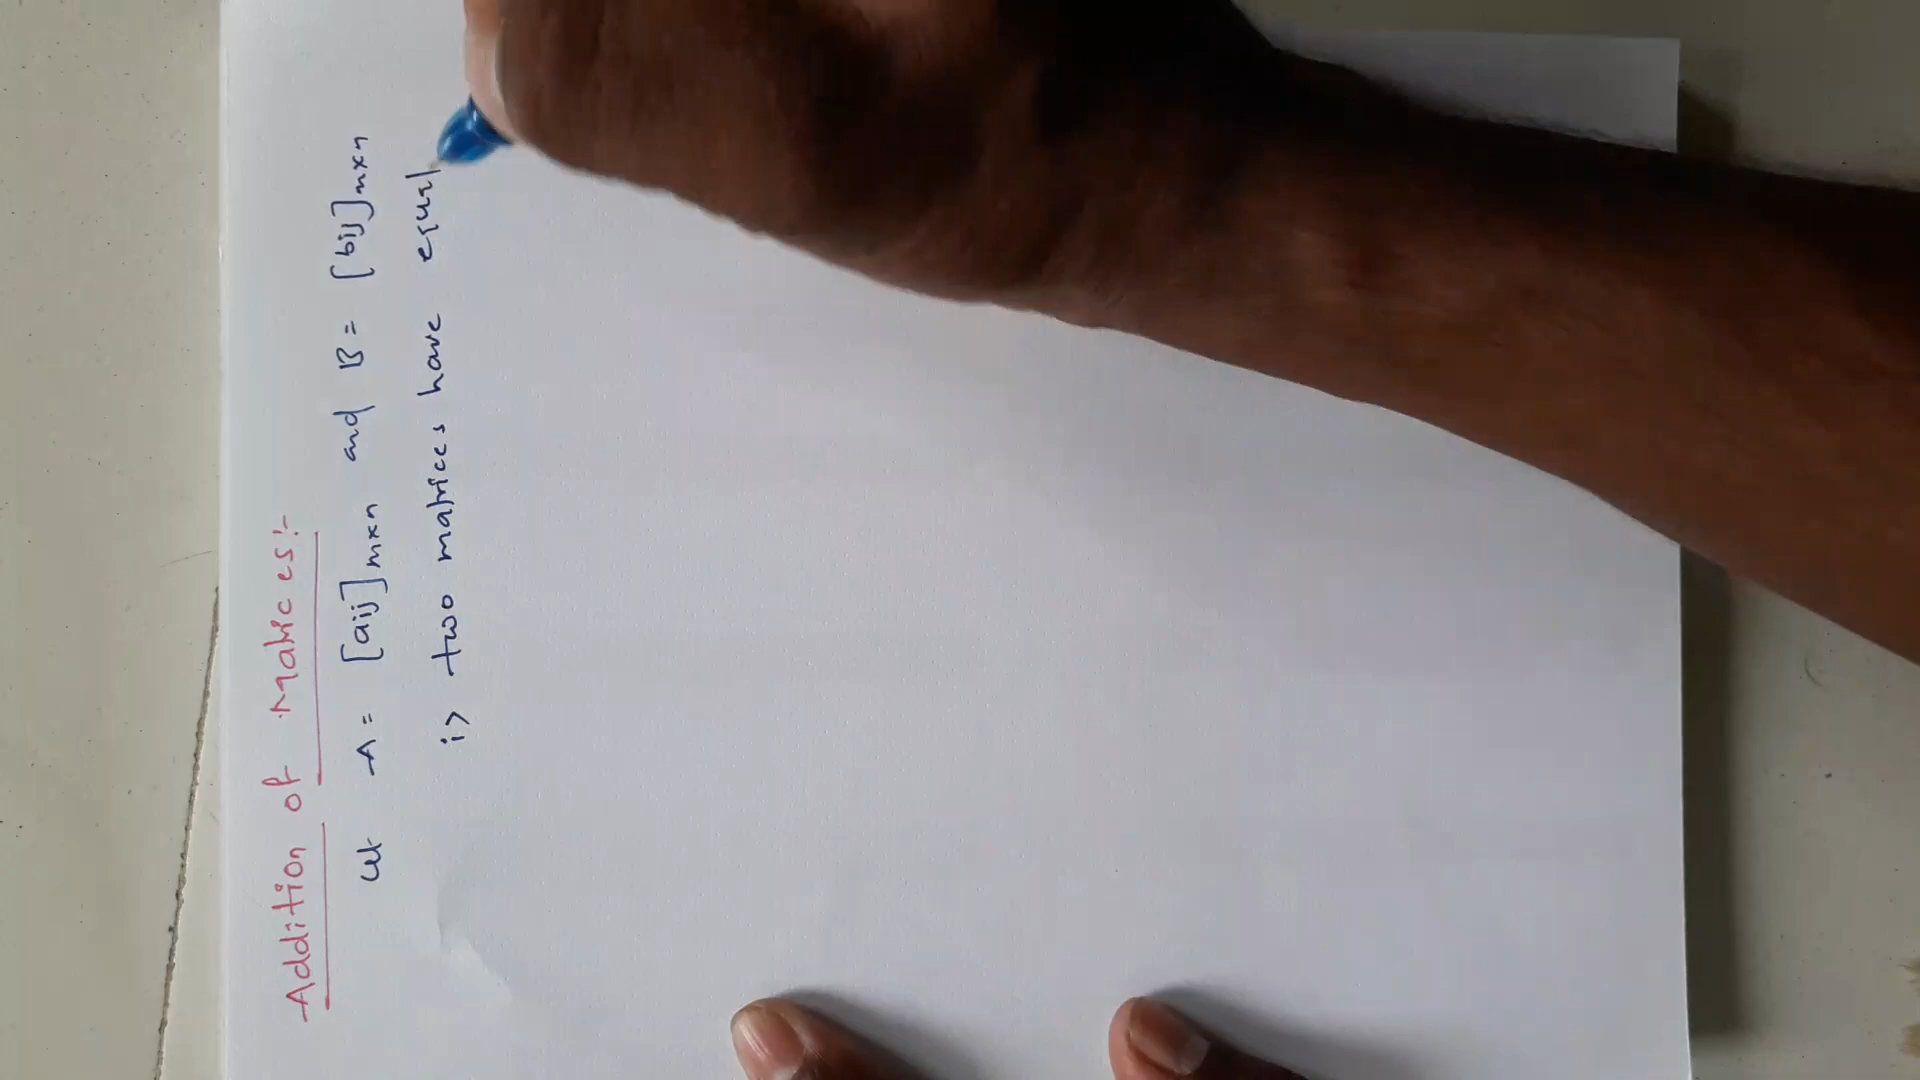 Addition of Matrices:-
Let A = [aij]mxn and B = [bij]mxn
i> two matrices have equal